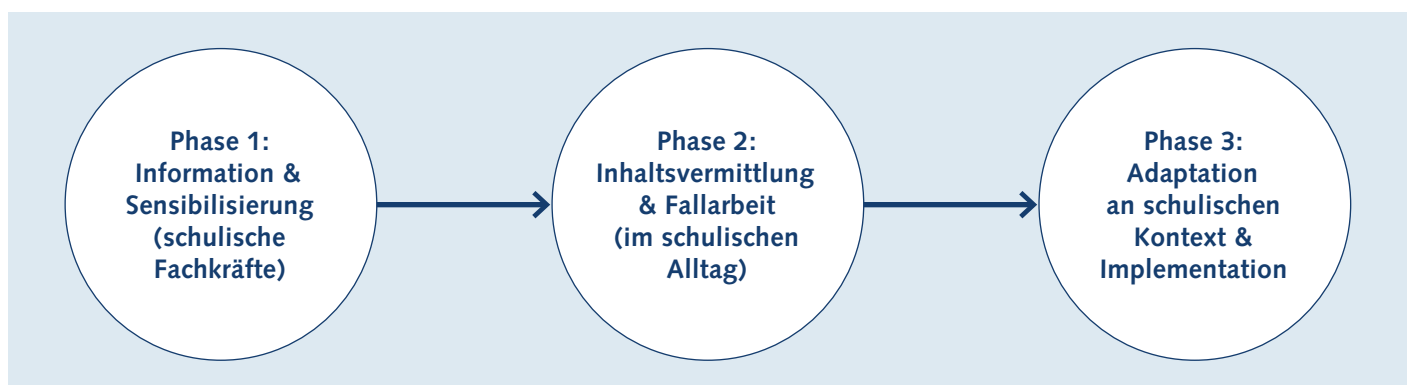 Phase 1:
Information &
Sensibilisierung
(schulische
Fachkräfte)
Phase 2:
Inhaltsvermittlung
& Fallarbeit
(im schulischen
Alltag)
Phase 3:
Adaptation
an schulischen
Kontext &
Implementation